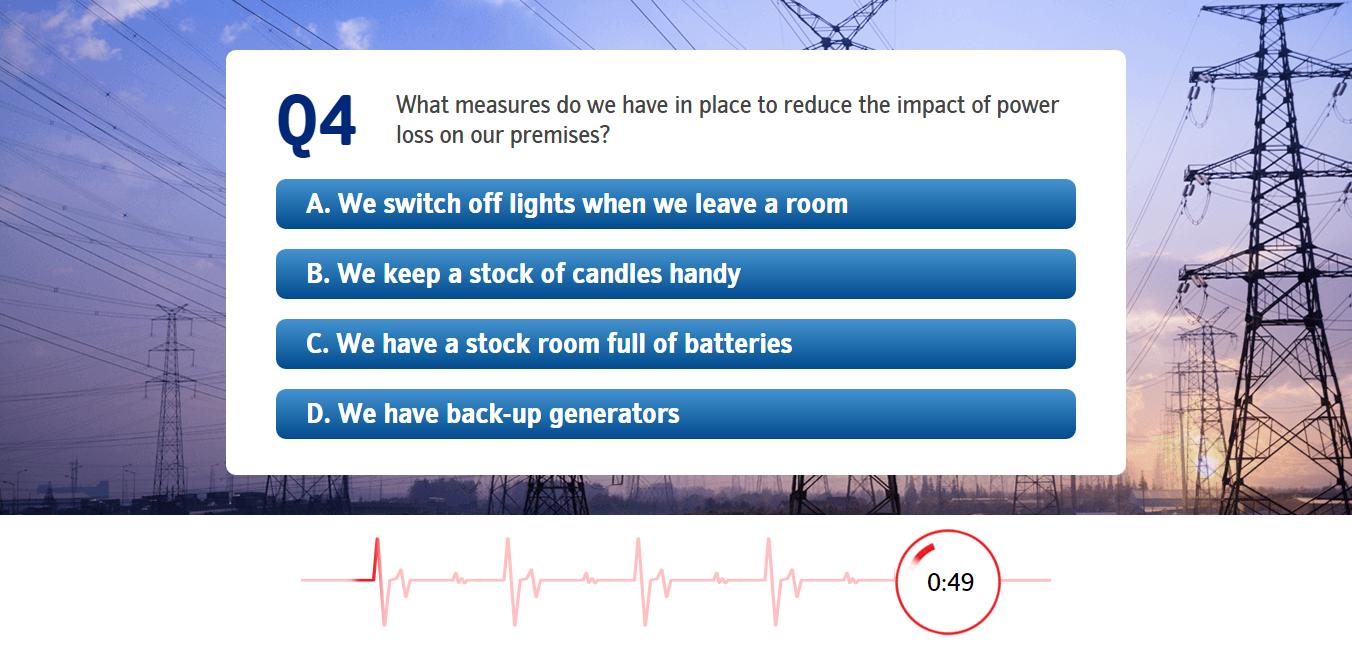 Q4
What measures do we have in place to reduce the impact of power
loss on our premises?
A. We switch off lights when we leave a room
B. We keep a stock of candles handy
C. We have a stock room full of batteries
D. We have back-up generators
0:49